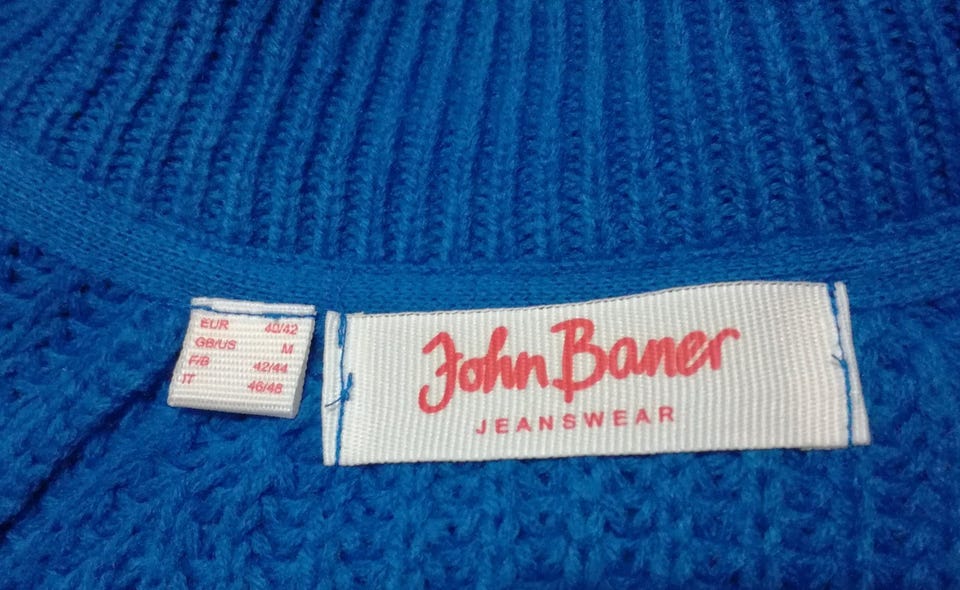 EUR 40/42
GB/US M
F/B 42/44
IT 46/48
John Baner
JEANSWEAR